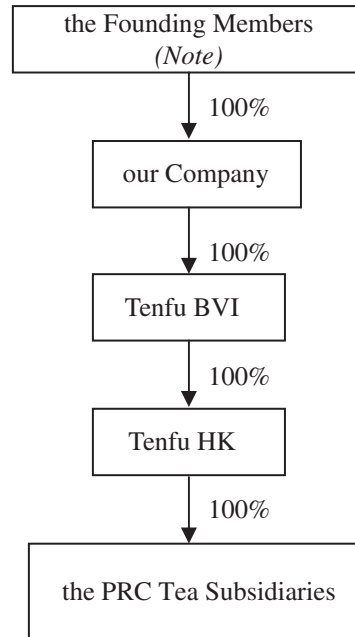 the Founding Members
(Note)
100%
our Company
100%
Tenfu BVI
100%
Tenfu HK
100%
the PRC Tea Subsidiaries